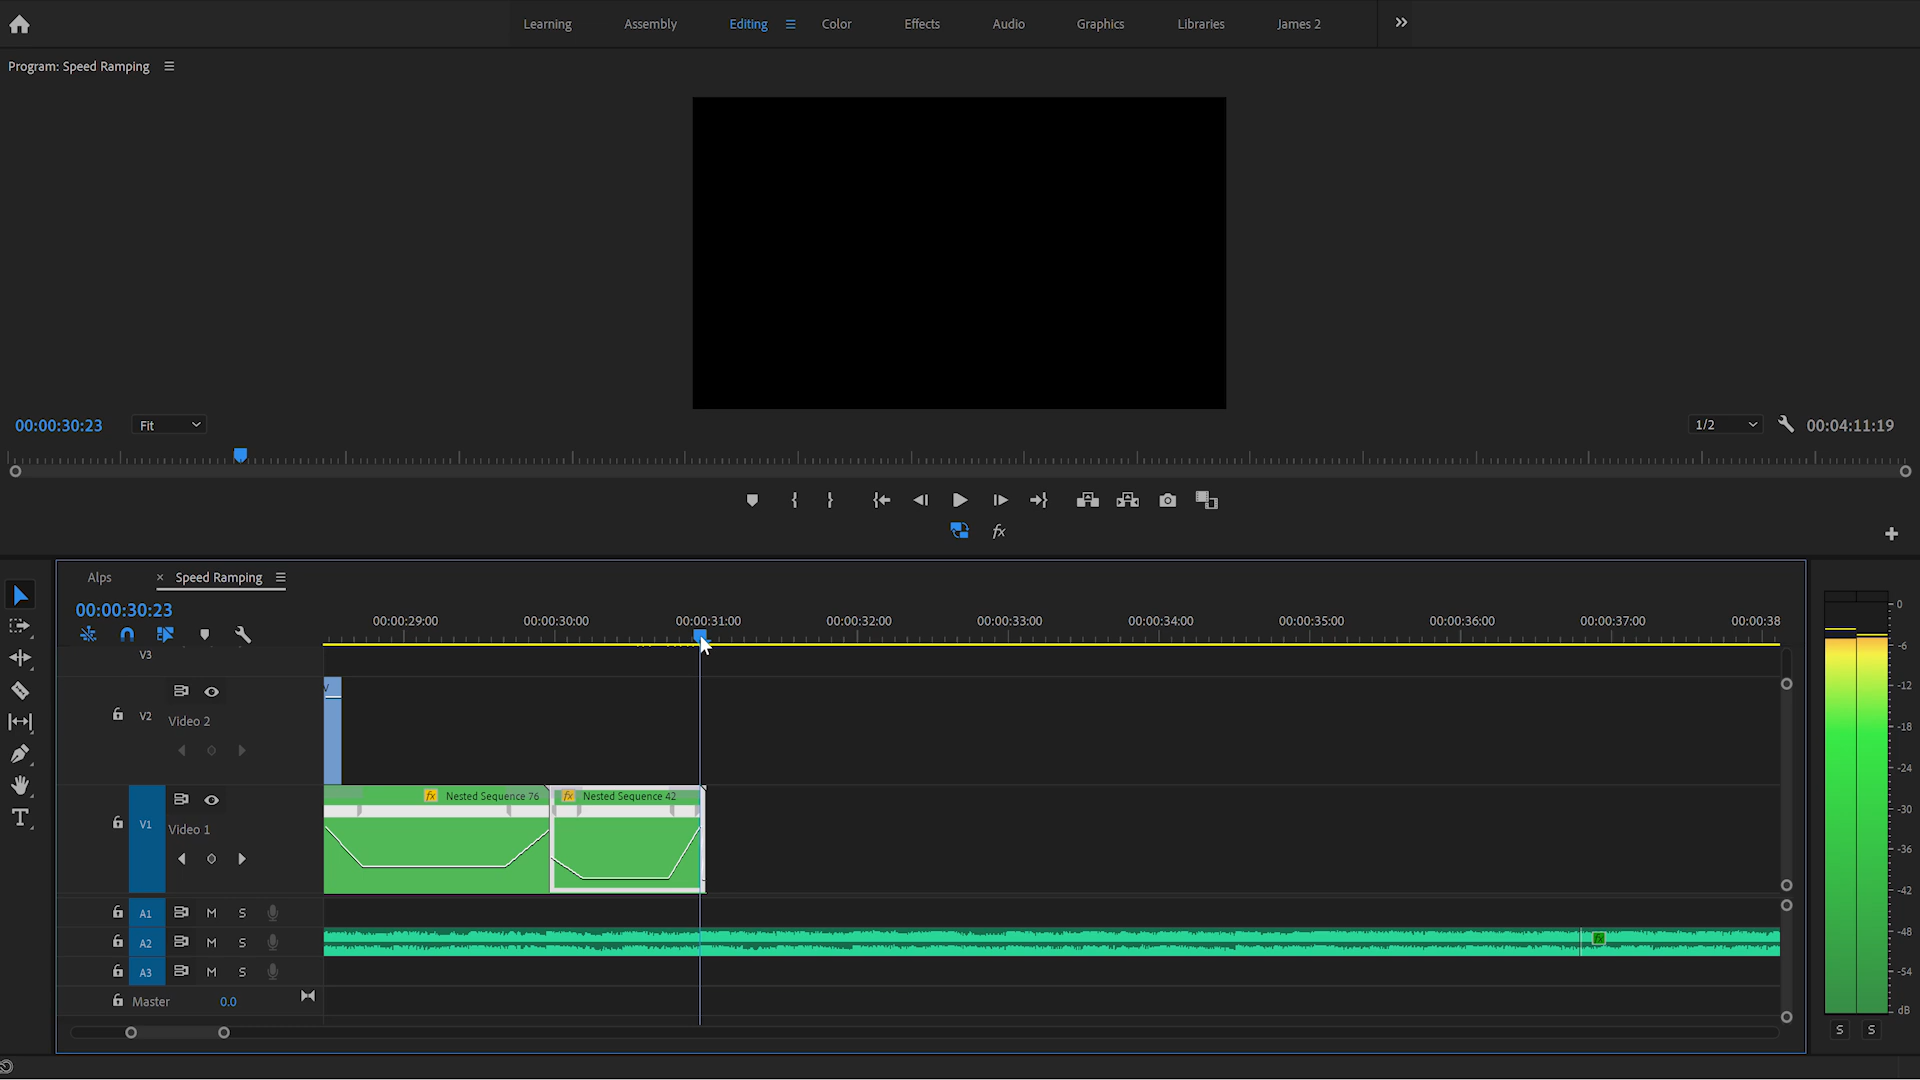 Learning Assembly Editing Color Effects Audio Graphics Libraries James 2
Program: Speed Ramping
00:00:30:23 Fit 1/2 00:04:11:19
fx
Alps Speed Ramping
00:00:30:23
00:00:29:00 00:00:30:00 00:00:31:00 00:00:32:00 00:00:33:00 00:00:34:00 00:00:35:00 00:00:36:00 00:00:37:00 00:00:38
V3
V
V2 Video 2
fx Nested Sequence 76 fx Nested Sequence 42
V1 Video 1
A1 M S
A2 M S fx
A3 M S
Master 0.0
0
-6
-12
-18
-24
-30
-36
-42
-48
-54
dB
S S